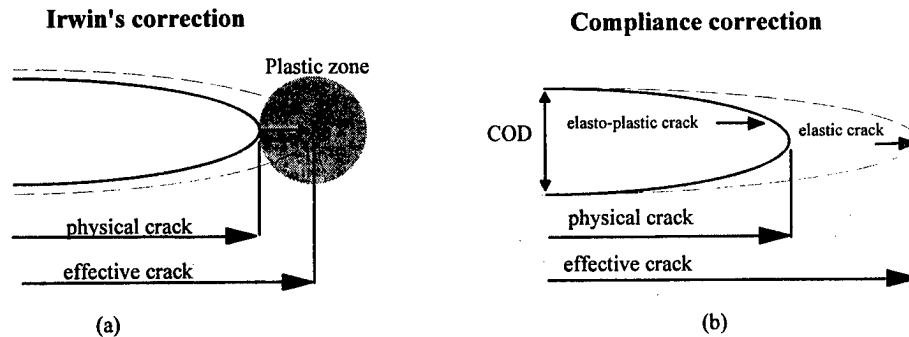 Irwin's correction
Plastic zone
physical crack
effective crack
(a)
Compliance correction
COD
elasto-plastic crack
elastic crack
physical crack
effective crack
(b)